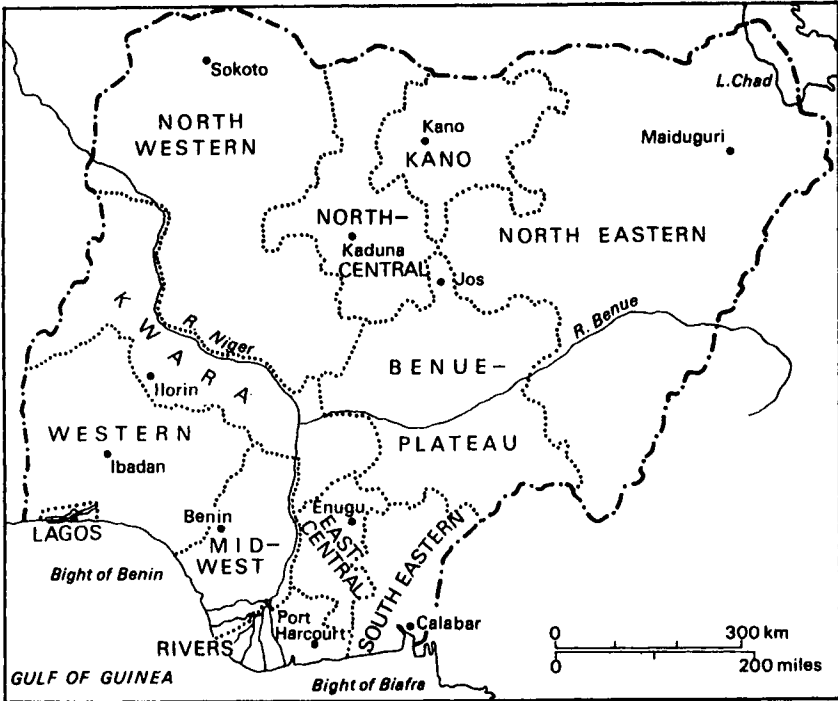 Sokoto
L. Chad
NORTH
WESTERN
Kano
KANO
Maiduguri
NORTH–
Kaduna
CENTRAL
NORTH EASTERN
Jos
KWARA
R. Niger
R. Benue
BENUE–
PLATEAU
Ilorin
WESTERN
Ibadan
LAGOS
Benin
MID–
WEST
Enugu
EAST-
CENTRAL
SOUTH EASTERN
Bight of Benin
RIVERS
Port
Harcourt
Calabar
GULF OF GUINEA
Bight of Biafra
0 300 km
0 200 miles